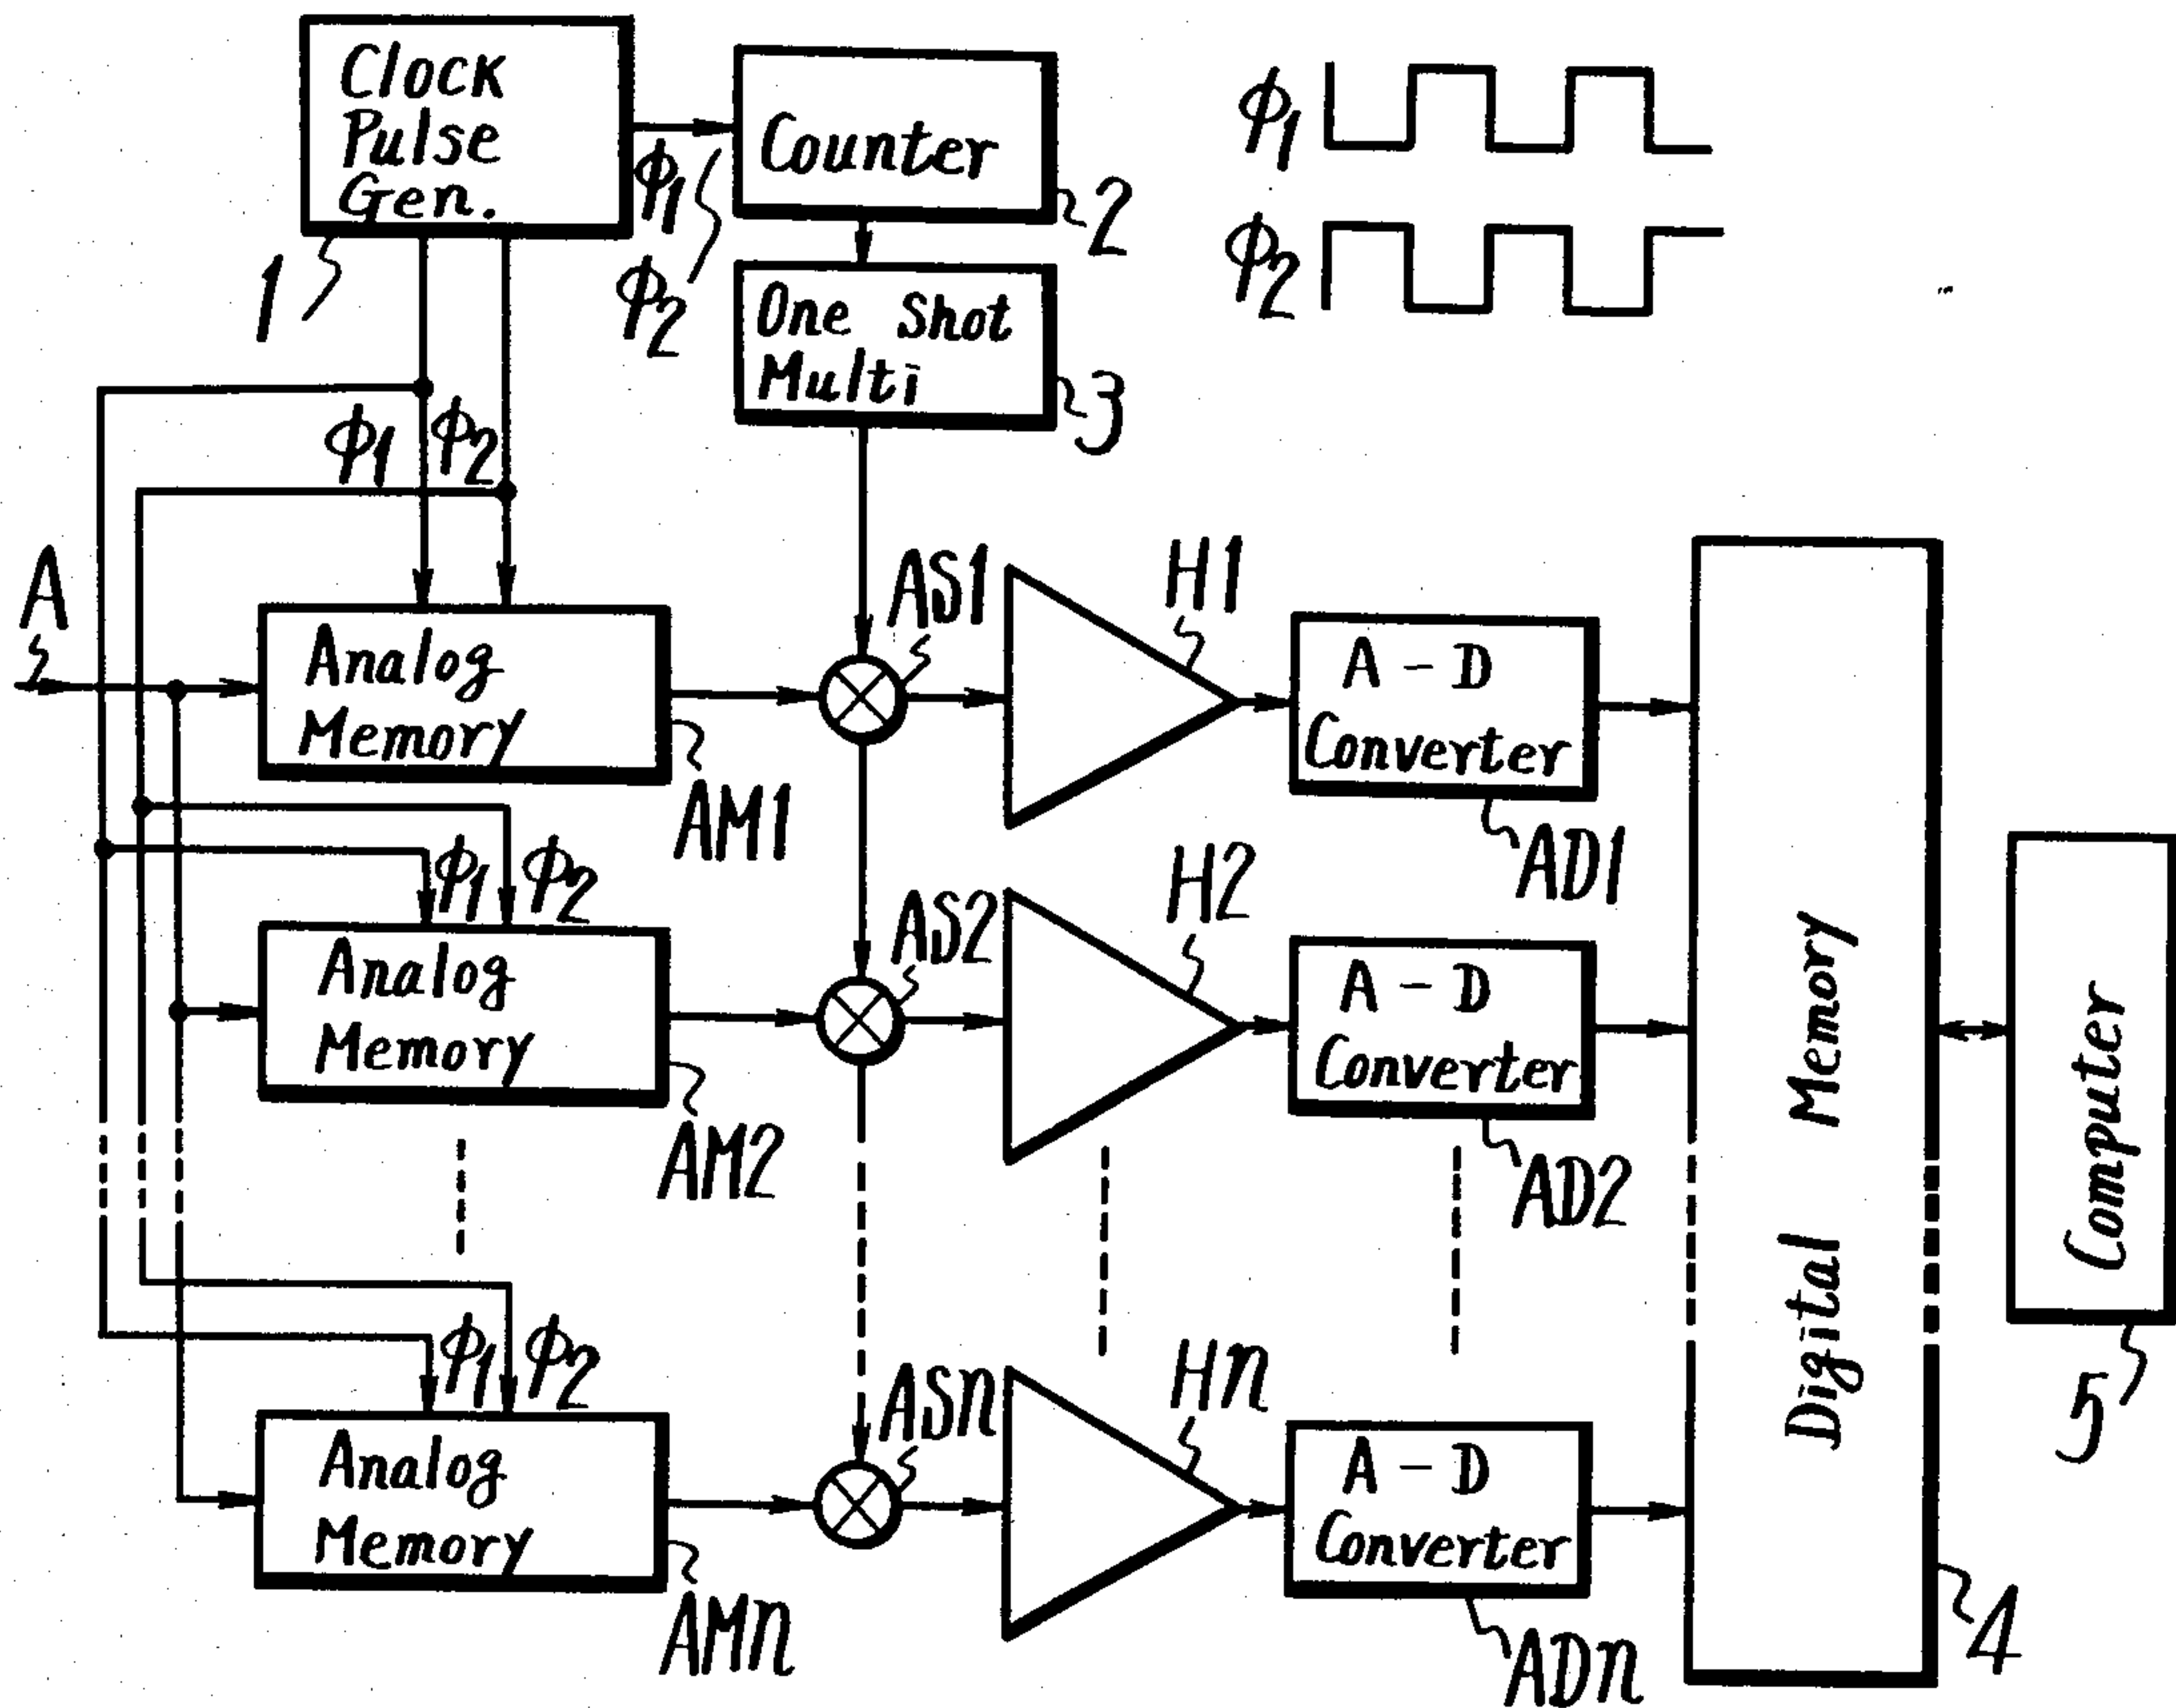 Clock
Pulse
Gen.
1
Counter
2
ϕ1
ϕ2
One Shot
Multi
3
ϕ1
ϕ2
ϕ1 ϕ2
A
Analog
Memory
AM1
AS1
H1
A - D
Converter
AD1
ϕ1 ϕ2
Analog
Memory
AM2
AS2
H2
A - D
Converter
AD2
ϕ1 ϕ2
Analog
Memory
AMn
ASn
Hn
A - D
Converter
ADn
Digital Memory
4
Computer
5